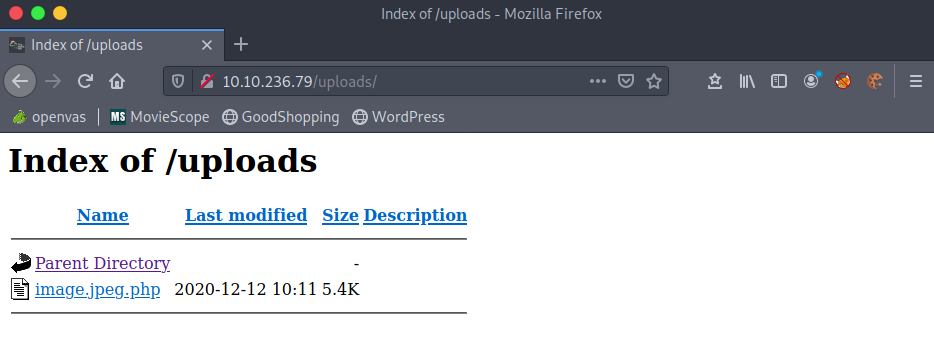 Index of /uploads - Mozilla Firefox
Index of /uploads
10.10.236.79/uploads/
openvas MS MovieScope GoodShopping WordPress
Index of /uploads
Name Last modified Size Description
Parent Directory -
image.jpeg.php 2020-12-12 10:11 5.4K